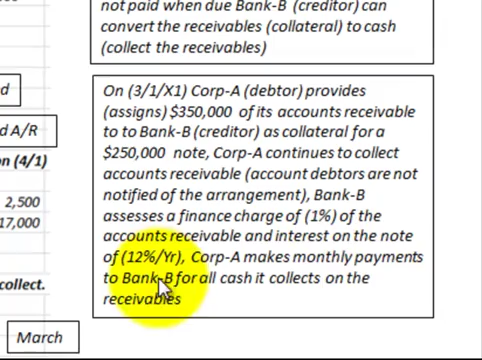 not paid when due Bank-B (creditor) can
convert the receivables (collateral) to cash
(collect the receivables)
On (3/1/X1) Corp-A (debtor) provides
(assigns) $350,000 of its accounts receivable
to to Bank-B (creditor) as collateral for a
$250,000 note, Corp-A continues to collect
accounts receivable (account debtors are not
notified of the arrangement), Bank-B
assesses a finance charge of (1%) of the
accounts receivable and interest on the note
of (12%/Yr), Corp-A makes monthly payments
to Bank-B for all cash it collects on the
receivables
d A/R
n (4/1)
2,500
17,000
collect.
March